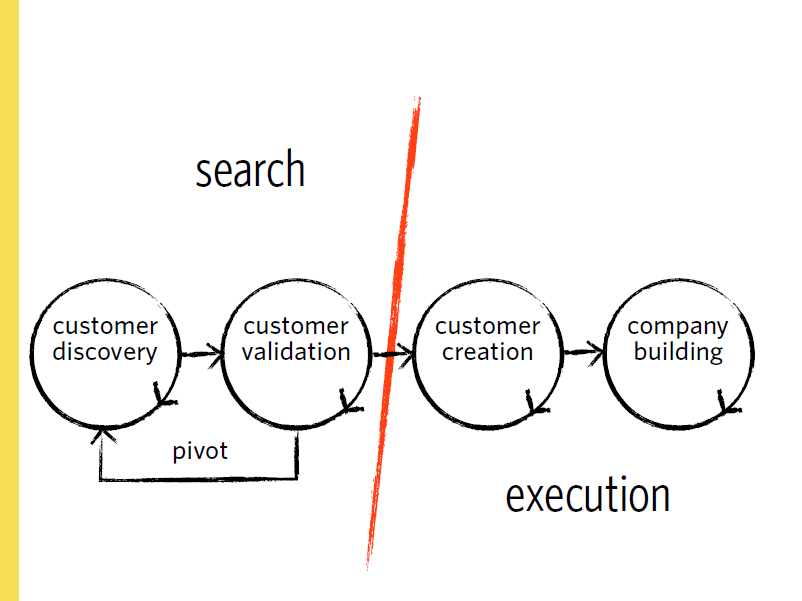 search
customer
discovery
customer
validation
customer
creation
company
building
pivot
execution